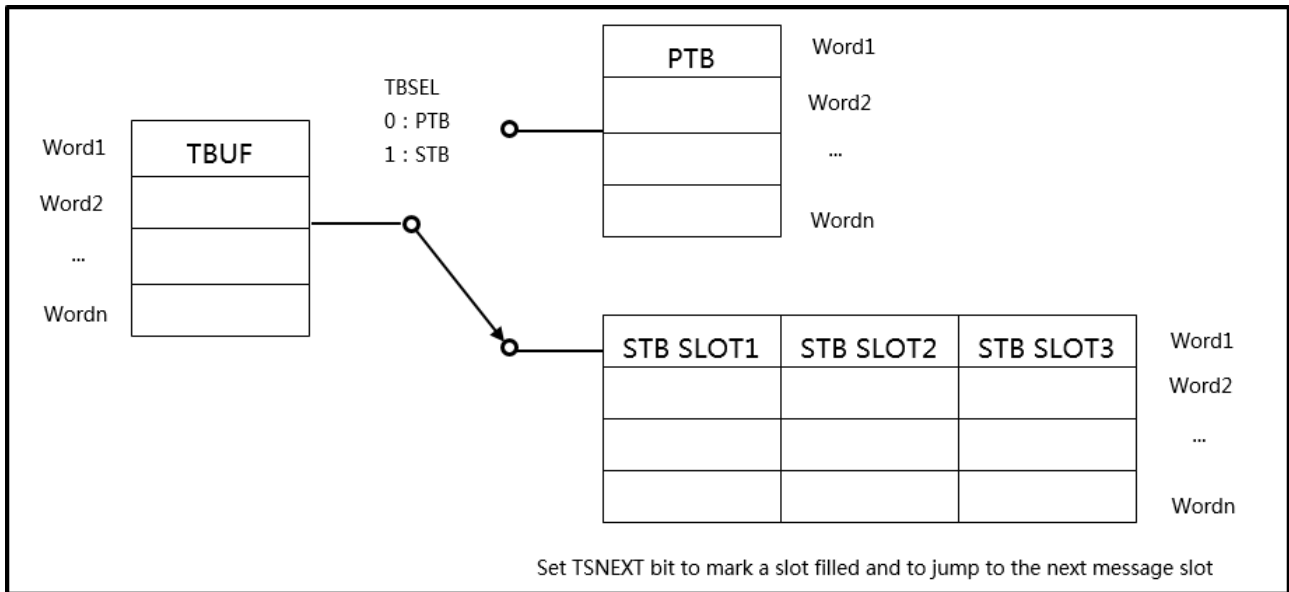 PTB
Word1
Word2
...
Wordn
TBSEL
0 : PTB
1 : STB
Word1
TBUF
Word2
...
Wordn
STB SLOT1
STB SLOT2
STB SLOT3
Word1
Word2
...
Wordn
Set TSNEXT bit to mark a slot filled and to jump to the next message slot